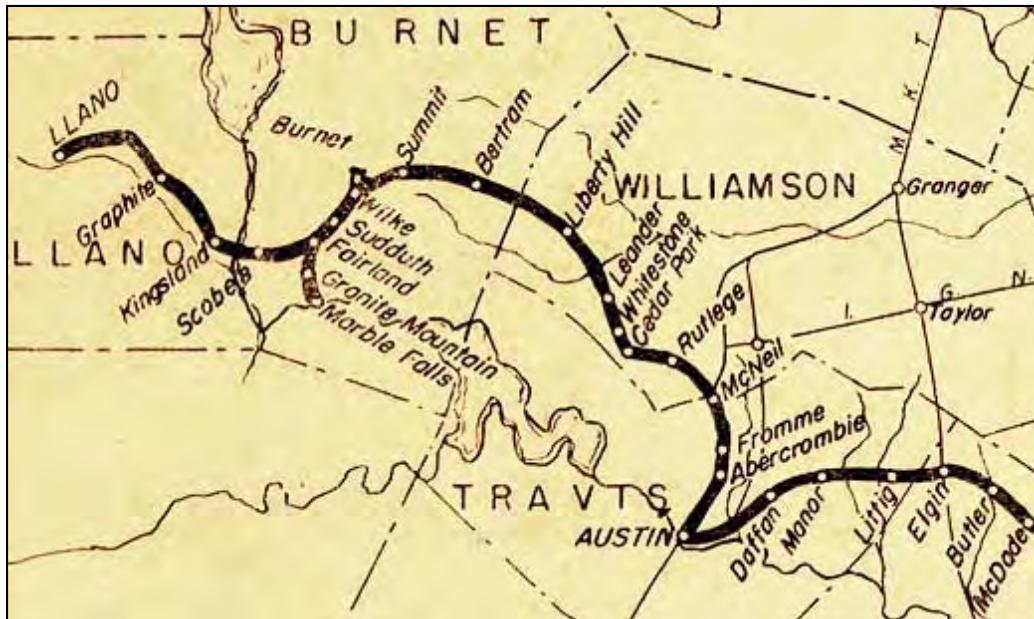 BURNET
M K T
LLANO
Burnet
Summit
Bertram
Liberty Hill
WILLIAMSON
Granger
Graphite
LLANO
Kingsland
Scobee
Wilke
Sudduth
Fairland
Granite Mountain
Marble Falls
Leander
Whitestone
Cedar Park
Rutlege
McNeil
I. G N.
Taylor
Fromme
Abercrombie
TRAVTS
AUSTIN
Daffan
Manor
Littig
Elgin
Butler
McDade